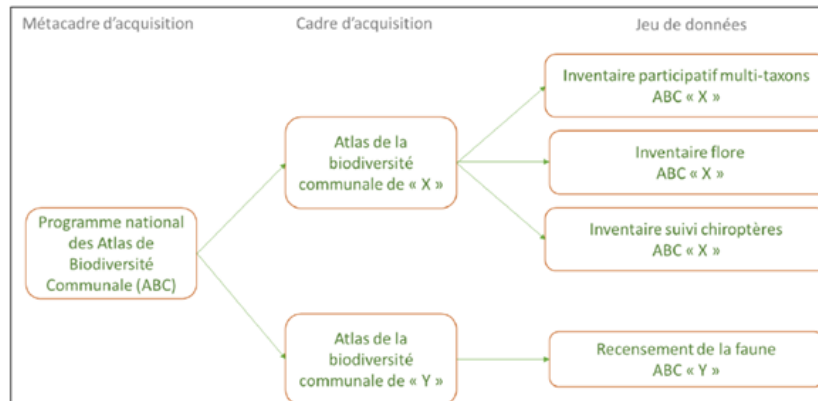 Métacadre d'acquisition
Cadre d'acquisition
Jeu de données
Programme national
des Atlas de
Biodiversité
Communale (ABC)
Atlas de la
biodiversité
communale de « X »
Atlas de la
biodiversité
communale de « Y »
Inventaire participatif multi-taxons
ABC « X »
Inventaire flore
ABC « X »
Inventaire suivi chiroptères
ABC « X »
Recensement de la faune
ABC « Y »